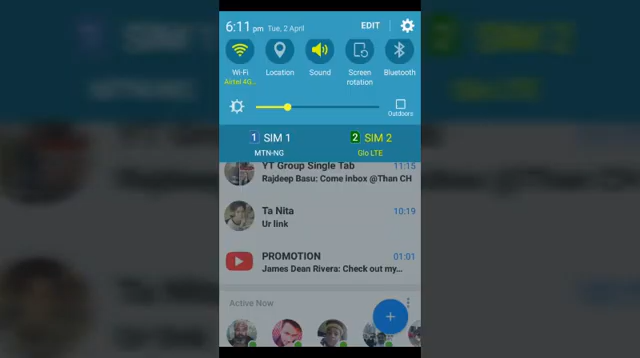 6:11 pm Tue, 2 April EDIT
Wi-Fi Location Sound Screen rotation Bluetooth
Airtel 4G...
Outdoors
1 SIM 1 2 SIM 2
MTN-NG Glo LTE
YT Group Single Tab 11:15
Rajdeep Basu: Come inbox @Than CH
Ta Nita 10:19
Ur link
PROMOTION 01:01
James Dean Rivera: Check out my...
Active Now